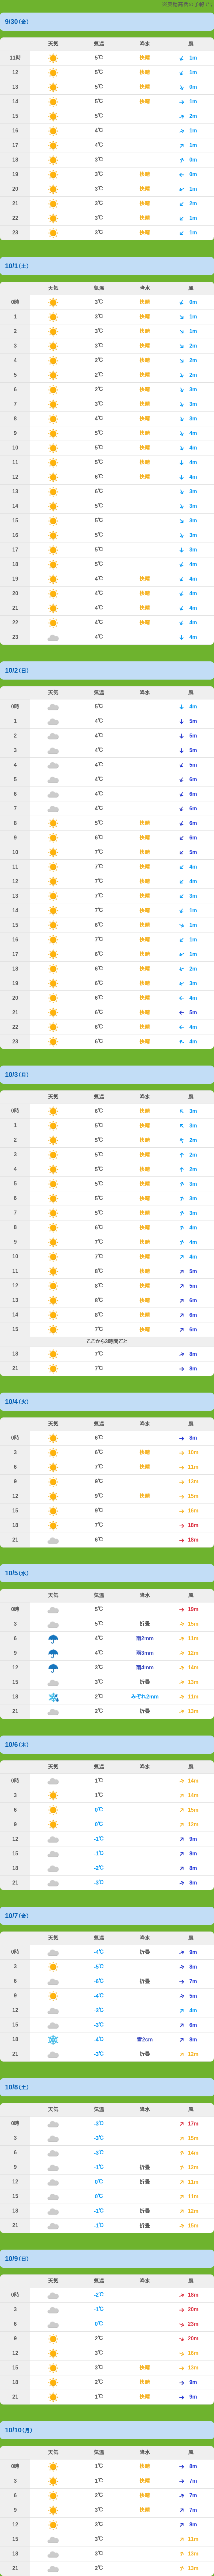 ※寒候高台の予報です
9/30(金)
天気 気温 降水 風
11時 5℃ 快晴 1m
12 5℃ 快晴 1m
13 5℃ 快晴 0m
14 5℃ 快晴 1m
15 5℃ 2m
16 4℃ 1m
17 4℃ 1m
18 3℃ 0m
19 3℃ 快晴 0m
20 3℃ 快晴 1m
21 3℃ 快晴 2m
22 3℃ 快晴 1m
23 3℃ 快晴 1m
10/1(土)
天気 気温 降水 風
0時 3℃ 快晴 0m
1 3℃ 快晴 1m
2 3℃ 快晴 1m
3 3℃ 快晴 2m
4 2℃ 快晴 2m
5 2℃ 快晴 2m
6 2℃ 快晴 3m
7 3℃ 快晴 3m
8 4℃ 快晴 3m
9 5℃ 快晴 4m
10 5℃ 快晴 4m
11 5℃ 快晴 4m
12 6℃ 快晴 4m
13 6℃ 3m
14 5℃ 3m
15 5℃ 3m
16 5℃ 3m
17 5℃ 3m
18 5℃ 4m
19 4℃ 快晴 4m
20 4℃ 快晴 4m
21 4℃ 快晴 4m
22 4℃ 快晴 4m
23 4℃ 4m
10/2(日)
天気 気温 降水 風
0時 5℃ 4m
1 4℃ 5m
2 4℃ 5m
3 4℃ 5m
4 4℃ 5m
5 4℃ 6m
6 4℃ 6m
7 4℃ 6m
8 5℃ 快晴 6m
9 6℃ 快晴 6m
10 7℃ 快晴 5m
11 7℃ 快晴 4m
12 7℃ 快晴 4m
13 7℃ 快晴 3m
14 7℃ 快晴 1m
15 6℃ 快晴 1m
16 7℃ 快晴 1m
17 6℃ 快晴 1m
18 6℃ 快晴 2m
19 6℃ 快晴 3m
20 6℃ 快晴 4m
21 6℃ 快晴 5m
22 6℃ 快晴 4m
23 6℃ 快晴 4m
10/3(月)
天気 気温 降水 風
0時 6℃ 快晴 3m
1 5℃ 快晴 3m
2 5℃ 快晴 2m
3 5℃ 快晴 2m
4 5℃ 快晴 2m
5 5℃ 快晴 3m
6 5℃ 快晴 3m
7 5℃ 快晴 3m
8 6℃ 快晴 4m
9 7℃ 快晴 4m
10 7℃ 快晴 4m
11 8℃ 快晴 5m
12 8℃ 快晴 5m
13 8℃ 快晴 6m
14 8℃ 快晴 6m
15 7℃ 快晴 6m
ここから3時間ごと
18 7℃ 8m
21 7℃ 8m
10/4(火)
天気 気温 降水 風
0時 6℃ 8m
3 6℃ 快晴 10m
6 7℃ 快晴 11m
9 9℃ 13m
12 9℃ 快晴 15m
15 9℃ 16m
18 7℃ 18m
21 6℃ 18m
10/5(水)
天気 気温 降水 風
0時 5℃ 19m
3 5℃ 折畳 15m
6 4℃ 雨2mm 11m
9 4℃ 雨3mm 12m
12 3℃ 雨4mm 14m
15 3℃ 折畳 13m
18 2℃ みぞれ2mm 11m
21 2℃ 折畳 13m
10/6(木)
天気 気温 降水 風
0時 1℃ 14m
3 1℃ 14m
6 0℃ 15m
9 0℃ 12m
12 -1℃ 9m
15 -1℃ 8m
18 -2℃ 8m
21 -3℃ 8m
10/7(金)
天気 気温 降水 風
0時 -4℃ 折畳 9m
3 -5℃ 8m
6 -6℃ 折畳 7m
9 -4℃ 5m
12 -3℃ 4m
15 -3℃ 6m
18 -4℃ 雪2cm 8m
21 -3℃ 折畳 12m
10/8(土)
天気 気温 降水 風
0時 -3℃ 17m
3 -3℃ 15m
6 -3℃ 14m
9 -1℃ 折畳 12m
12 0℃ 折畳 11m
15 0℃ 11m
18 -1℃ 折畳 12m
21 -1℃ 折畳 15m
10/9(日)
天気 気温 降水 風
0時 -2℃ 18m
3 -1℃ 20m
6 0℃ 23m
9 2℃ 20m
12 3℃ 16m
15 3℃ 快晴 13m
18 2℃ 快晴 9m
21 1℃ 快晴 9m
10/10(月)
天気 気温 降水 風
0時 1℃ 快晴 8m
3 1℃ 快晴 7m
6 2℃ 快晴 7m
9 3℃ 快晴 7m
12 3℃ 8m
15 3℃ 11m
18 3℃ 13m
21 2℃ 13m